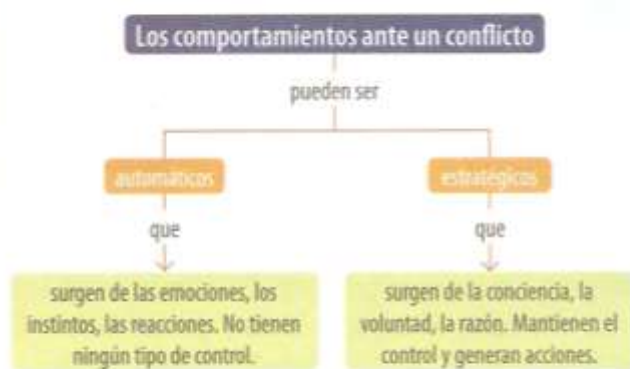 Los comportamientos ante un conflicto
pueden ser
automáticos
que
surgen de las emociones, los
instintos, las reacciones. No tienen
ningún tipo de control.
estratégicos
que
surgen de la conciencia, la
voluntad, la razón. Mantienen el
control y generan acciones.